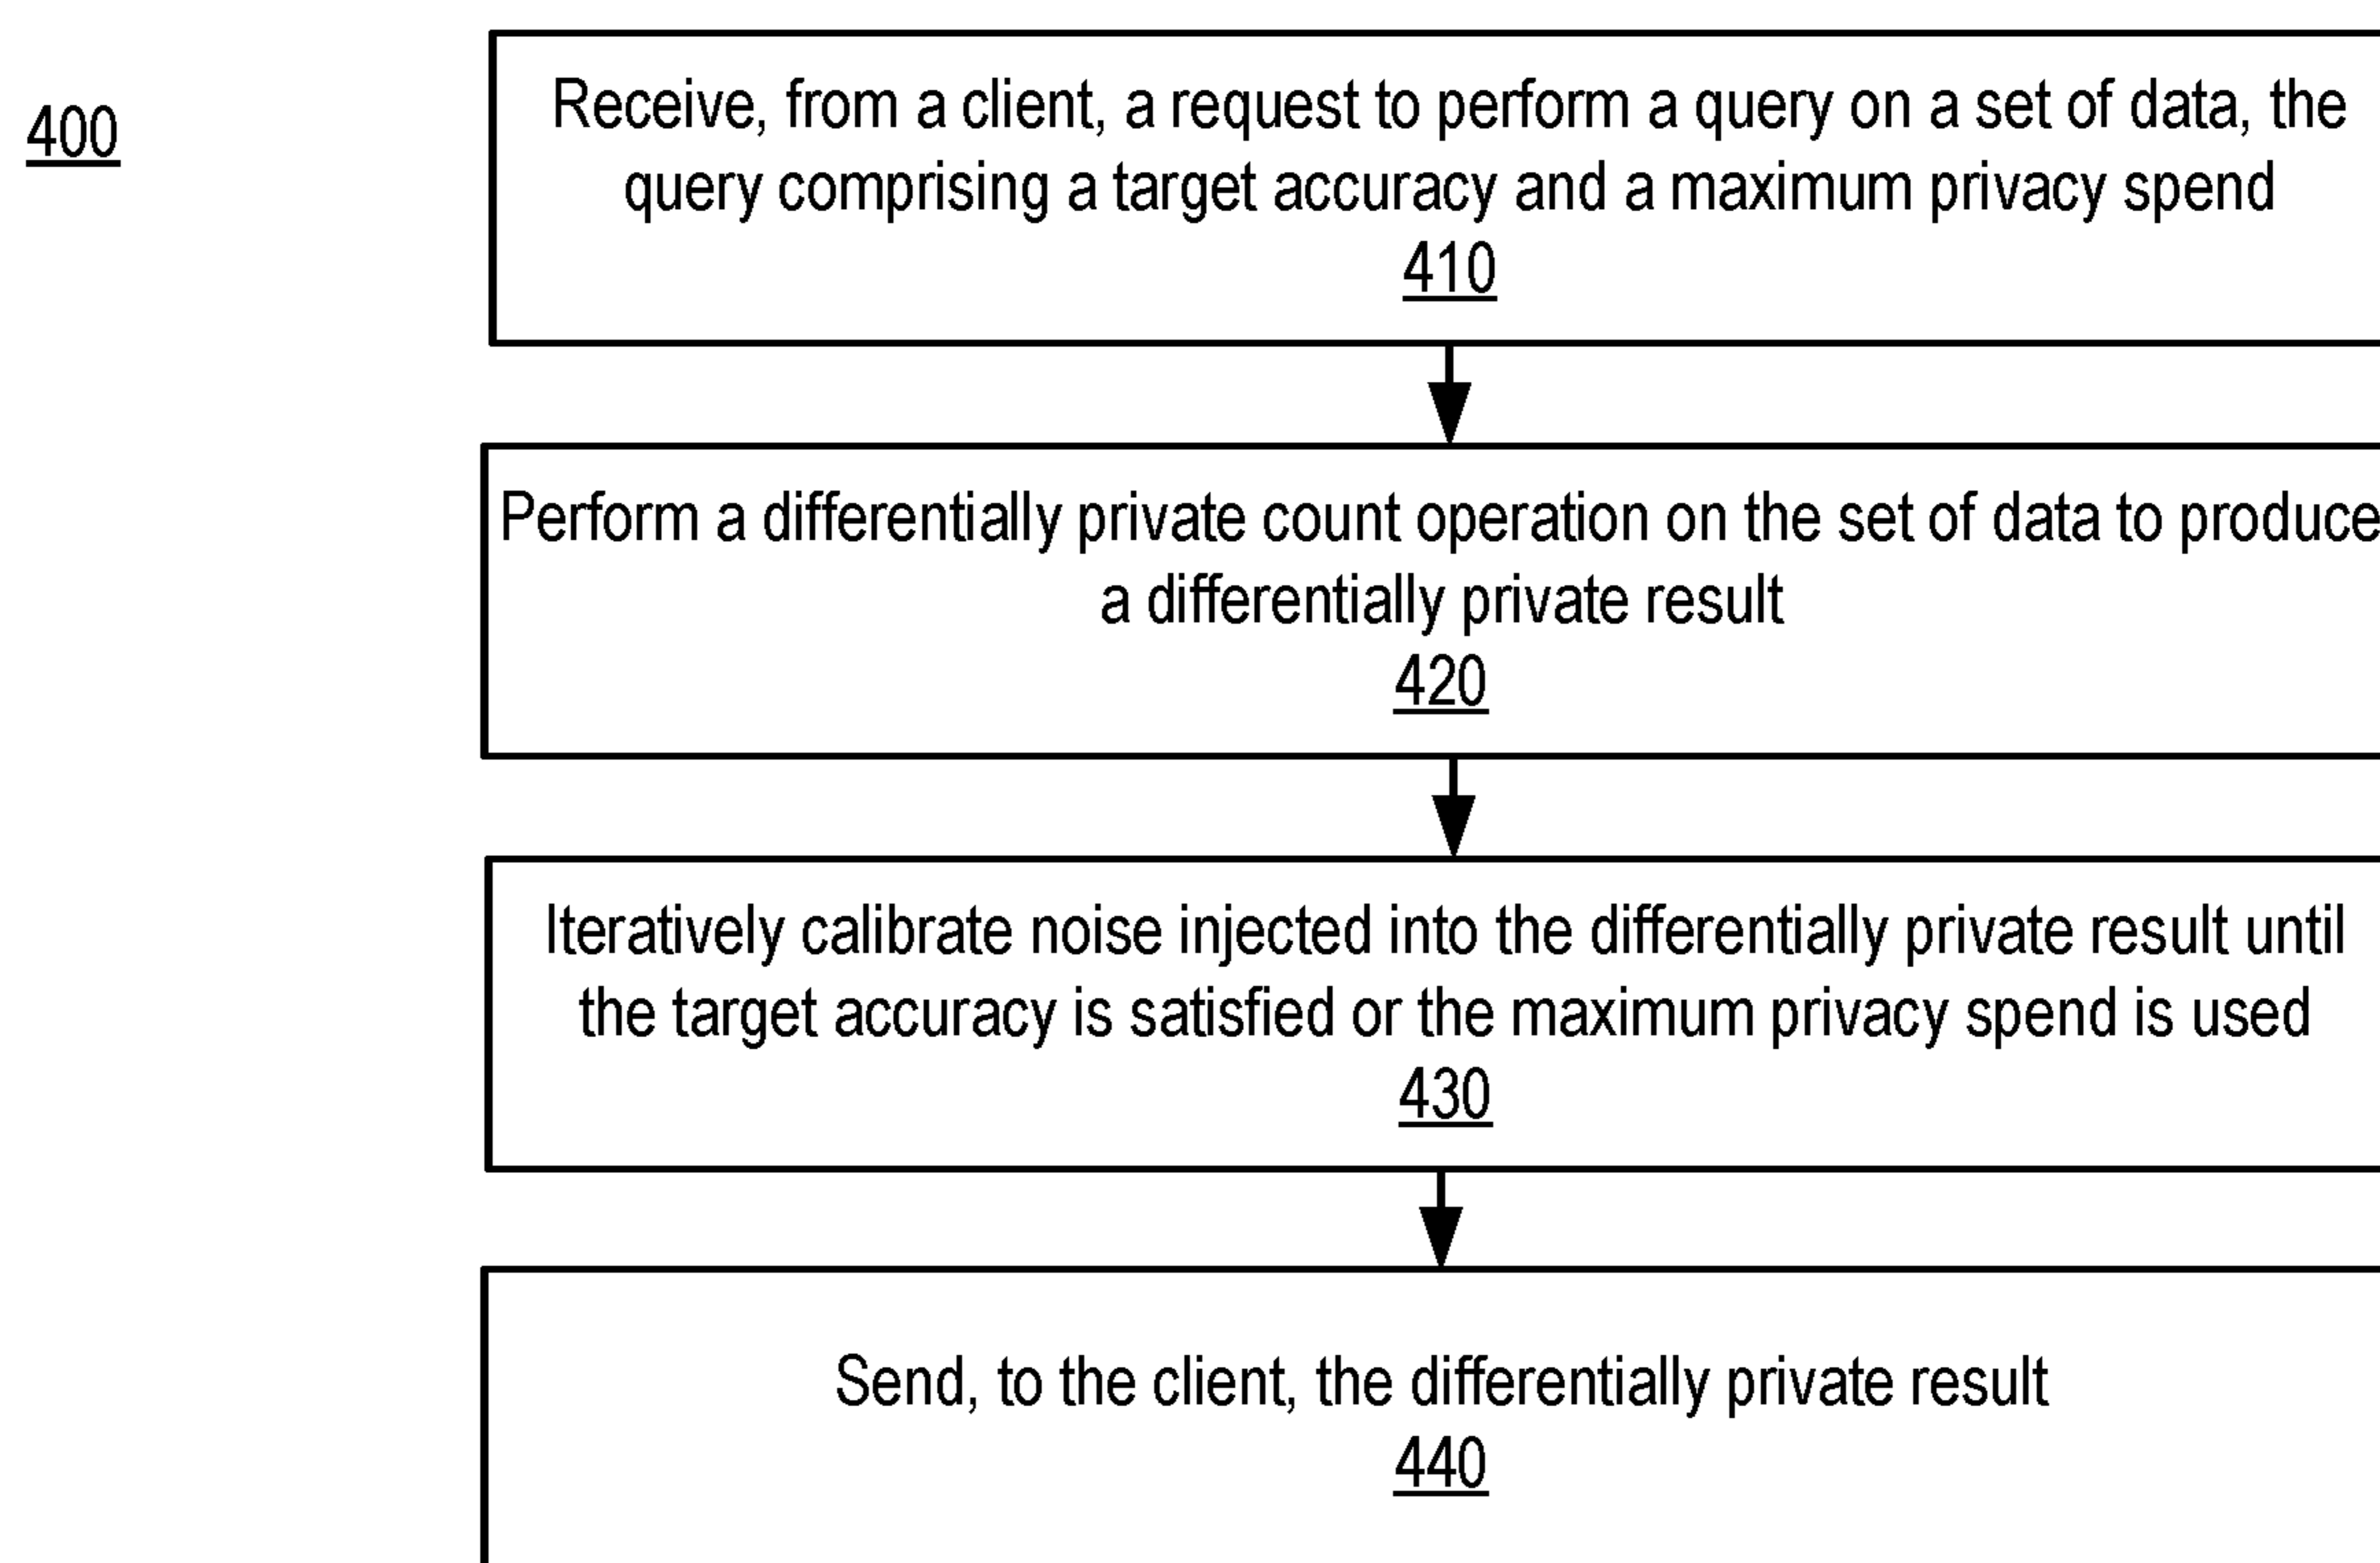 400
Receive, from a client, a request to perform a query on a set of data, the
query comprising a target accuracy and a maximum privacy spend
410
Perform a differentially private count operation on the set of data to produce
a differentially private result
420
Iteratively calibrate noise injected into the differentially private result until
the target accuracy is satisfied or the maximum privacy spend is used
430
Send, to the client, the differentially private result
440